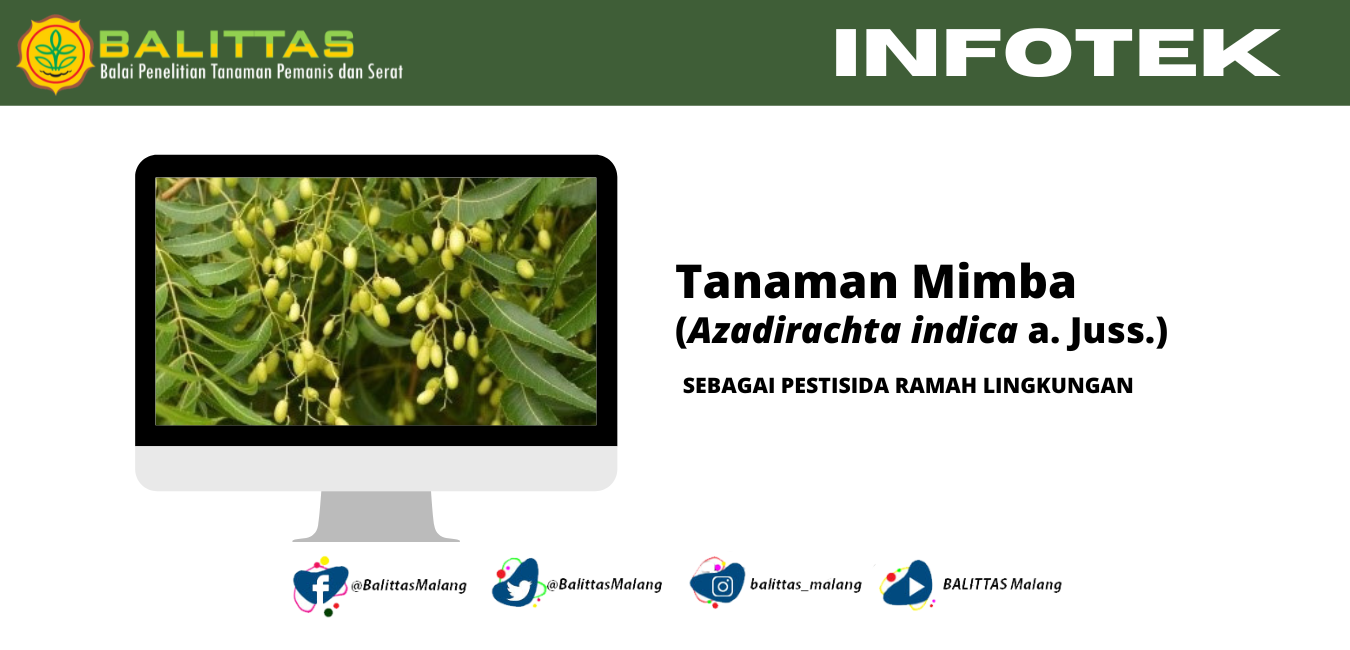 BALITTAS
Balai Penelitian Tanaman Pemanis dan Serat
INFOTEK
Tanaman Mimba
(Azadirachta indica a. Juss.)
SEBAGAI PESTISIDA RAMAH LINGKUNGAN
@BalittasMalang
@BalittasMalang
balittas_malang
BALITTAS Malang